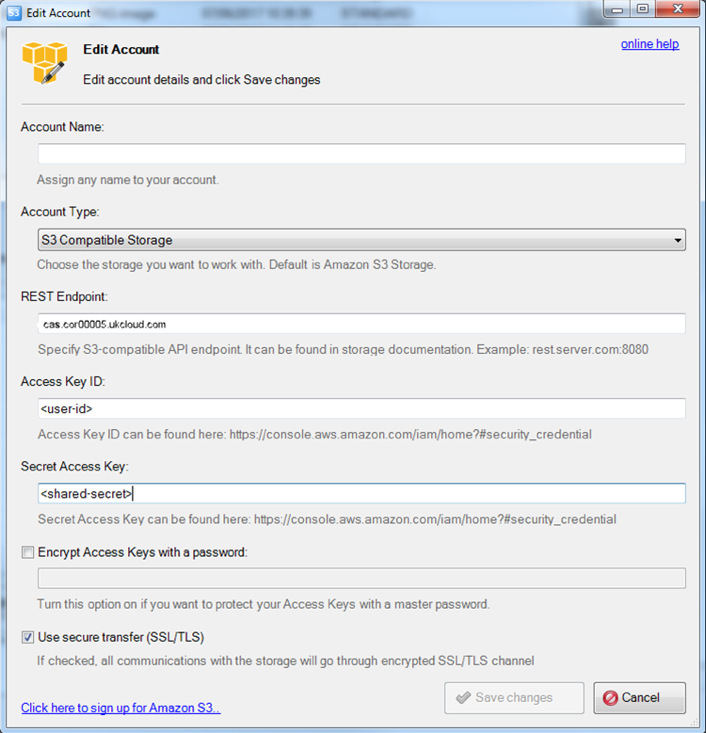 S3 Edit Account
STANDARD
Edit Account
online help
Edit account details and click Save changes
Account Name:
Assign any name to your account.
Account Type:
S3 Compatible Storage
Choose the storage you want to work with. Default is Amazon S3 Storage.
REST Endpoint:
cas.cor00005.ukcloud.com
Specify S3-compatible API endpoint. It can be found in storage documentation. Example: rest.server.com:8080
Access Key ID:
<user-id>
Access Key ID can be found here: https://console.aws.amazon.com/iam/home?#security_credential
Secret Access Key:
<shared-secret>
Secret Access Key can be found here: https://console.aws.amazon.com/iam/home?#security_credential
Encrypt Access Keys with a password:
Turn this option on if you want to protect your Access Keys with a master password.
Use secure transfer (SSL/TLS)
If checked, all communications with the storage will go through encrypted SSL/TLS channel
Click here to sign up for Amazon S3..
Save changes
Cancel